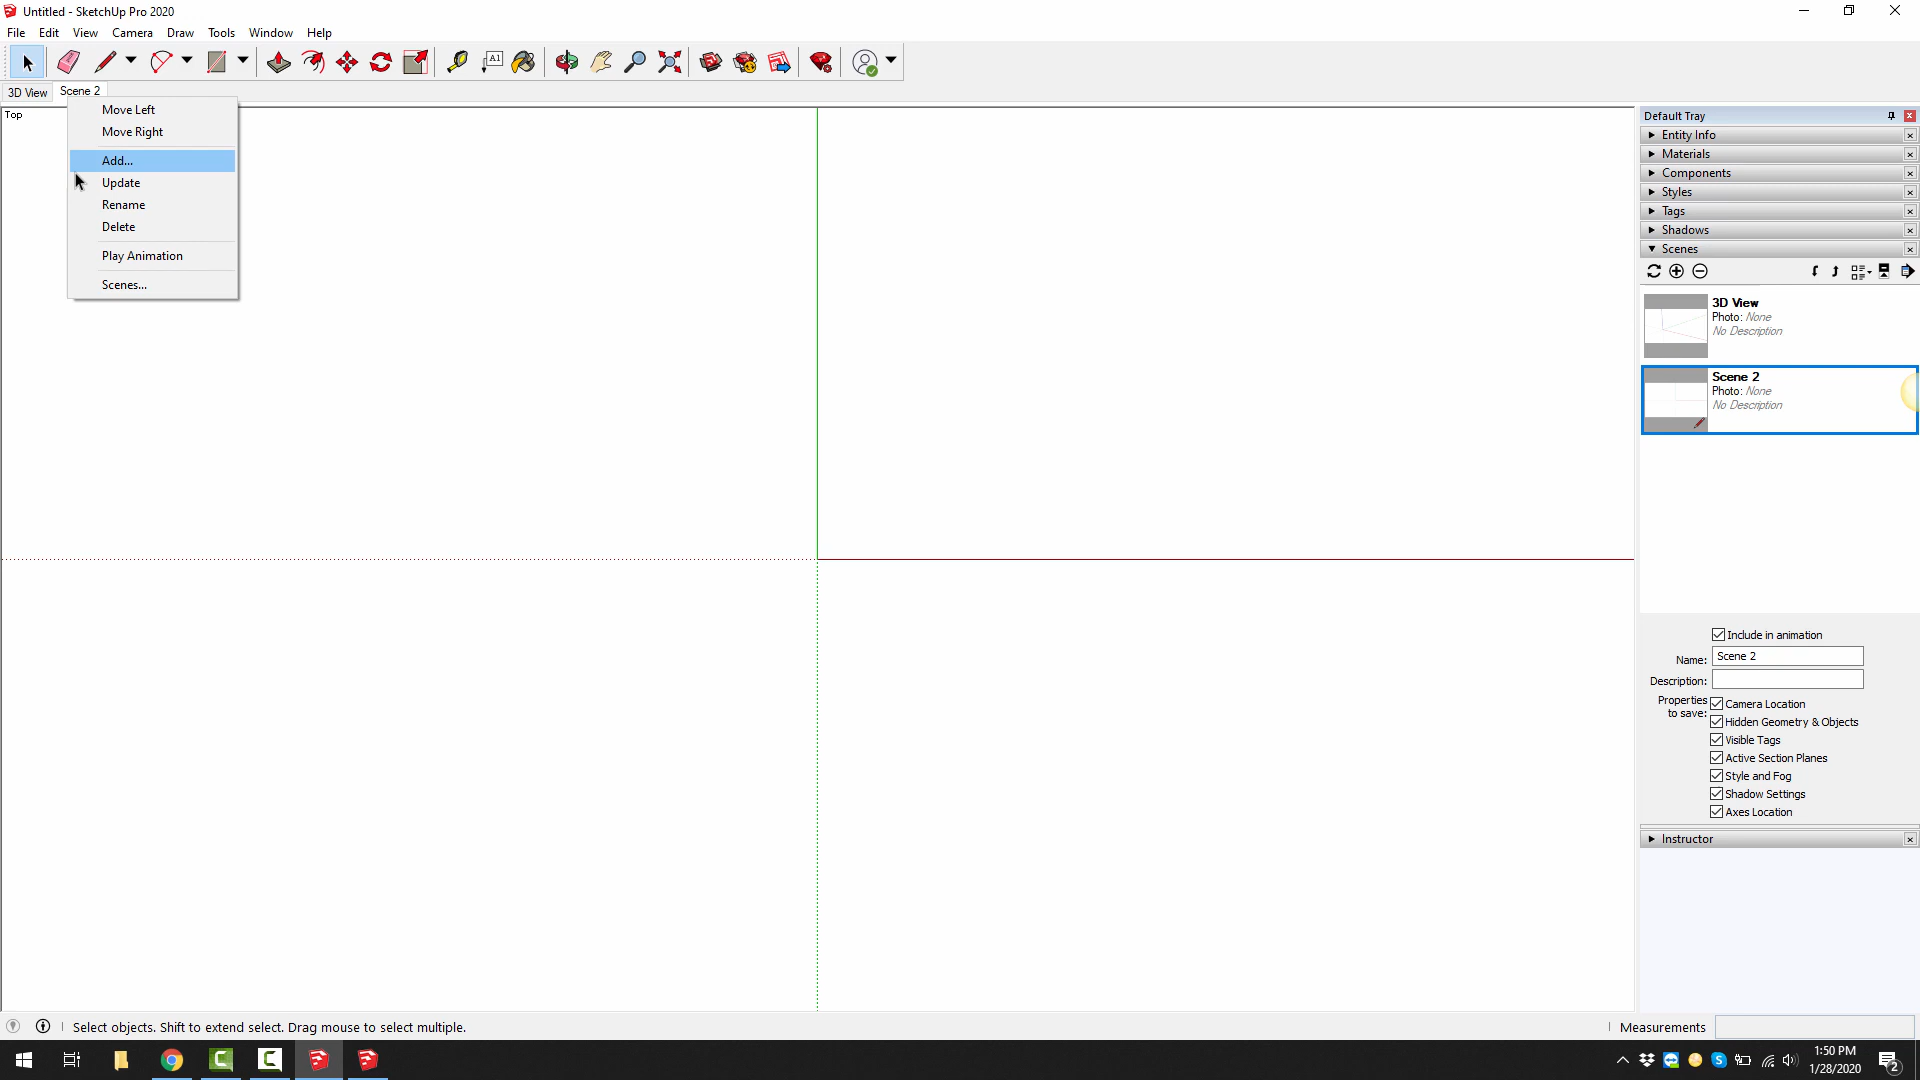 Untitled - SketchUp Pro 2020
File Edit View Camera Draw Tools Window Help
A1
3D View Scene 2
Top
Move Left
Move Right
Add...
Update
Rename
Delete
Play Animation
Scenes...
Default Tray
Entity Info
Materials
Components
Styles
Tags
Shadows
Scenes
3D View
Photo: None
No Description
Scene 2
Photo: None
No Description
Include in animation
Name: Scene 2
Description:
Properties to save:
Camera Location
Hidden Geometry & Objects
Visible Tags
Active Section Planes
Style and Fog
Shadow Settings
Axes Location
Instructor
Select objects. Shift to extend select. Drag mouse to select multiple.
Measurements
1:50 PM
1/28/2020
2